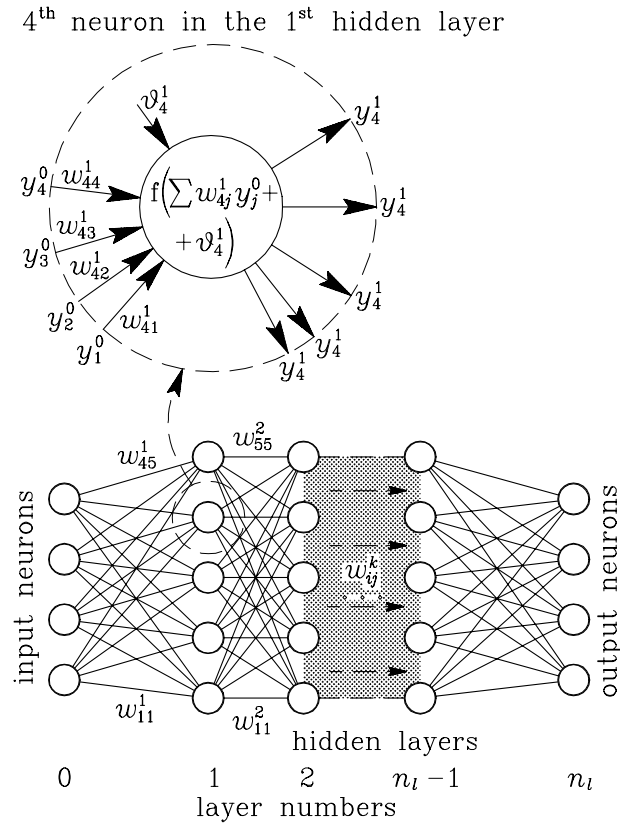 4ᵗʰ neuron in the 1ˢᵗ hidden layer
ϑ₄¹
y₄¹
y₄⁰ w₄₄¹
f(∑ w₄ⱼ¹ yⱼ⁰ +
+ ϑ₄¹)
y₄¹
w₄₃¹
y₃⁰
w₄₂¹
y₄¹
y₂⁰
w₄₁¹
y₁⁰
y₄¹
y₄¹
w₄₅¹
w₅₅²
input neurons
wᵢⱼᵏ
output neurons
w₁₁¹
w₁₁²
hidden layers
0 1 2 nₗ −1 nₗ
layer numbers